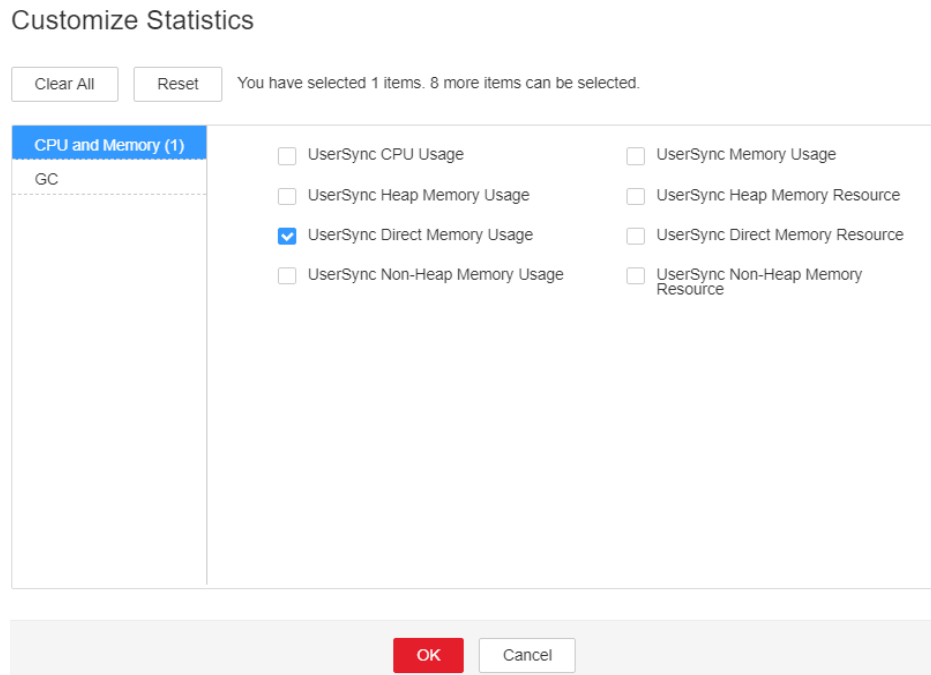 Customize Statistics
Clear All
Reset
You have selected 1 items. 8 more items can be selected.
CPU and Memory (1)
GC
UserSync CPU Usage
UserSync Memory Usage
UserSync Heap Memory Usage
UserSync Heap Memory Resource
UserSync Direct Memory Usage
UserSync Direct Memory Resource
UserSync Non-Heap Memory Usage
UserSync Non-Heap Memory
Resource
OK
Cancel